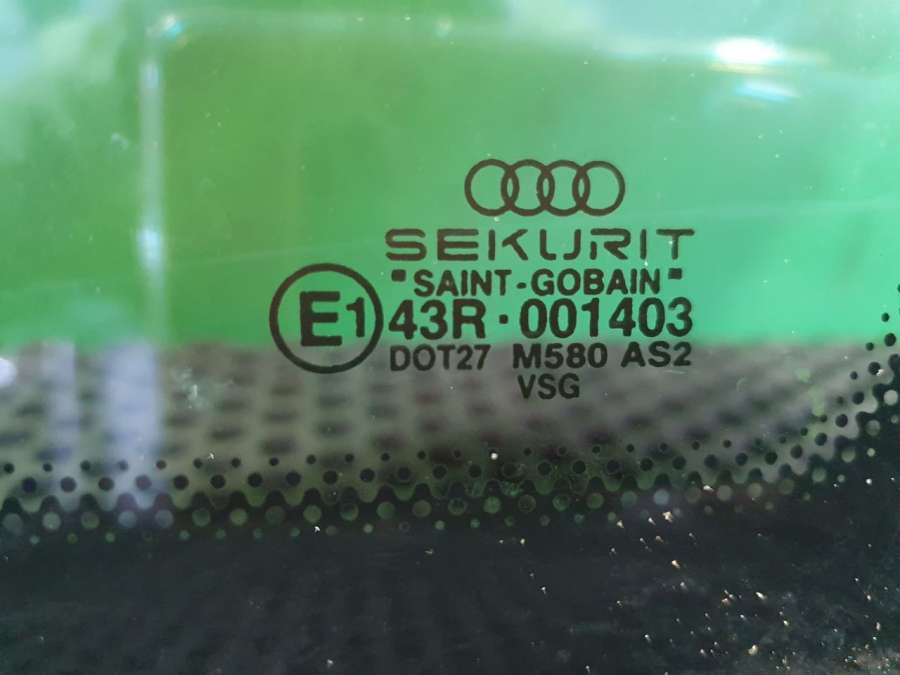 SEKURIT
"SAINT-GOBAIN"
E1 43R·001403
DOT27 M580 AS2
VSG